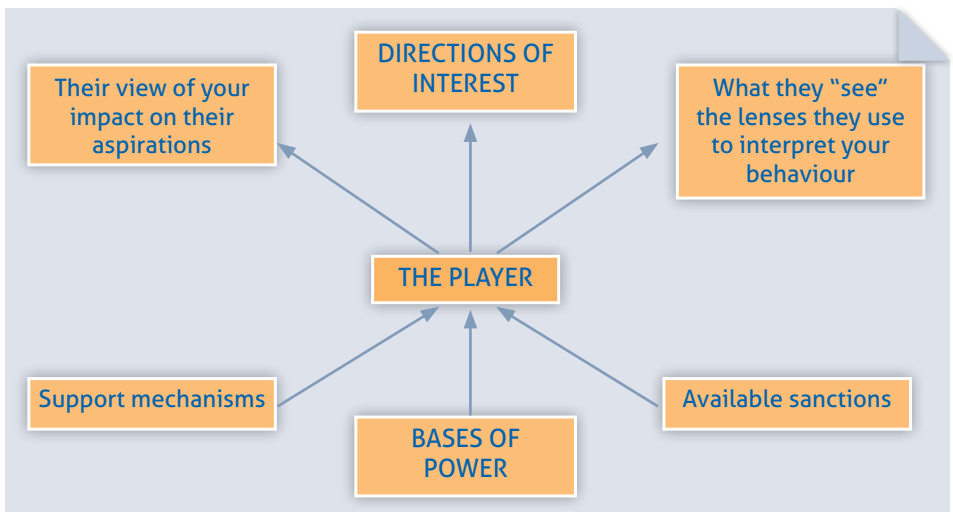 DIRECTIONS OF
INTEREST
Their view of your
impact on their
aspirations
What they “see”
the lenses they use
to interpret your
behaviour
THE PLAYER
Support mechanisms
BASES OF
POWER
Available sanctions